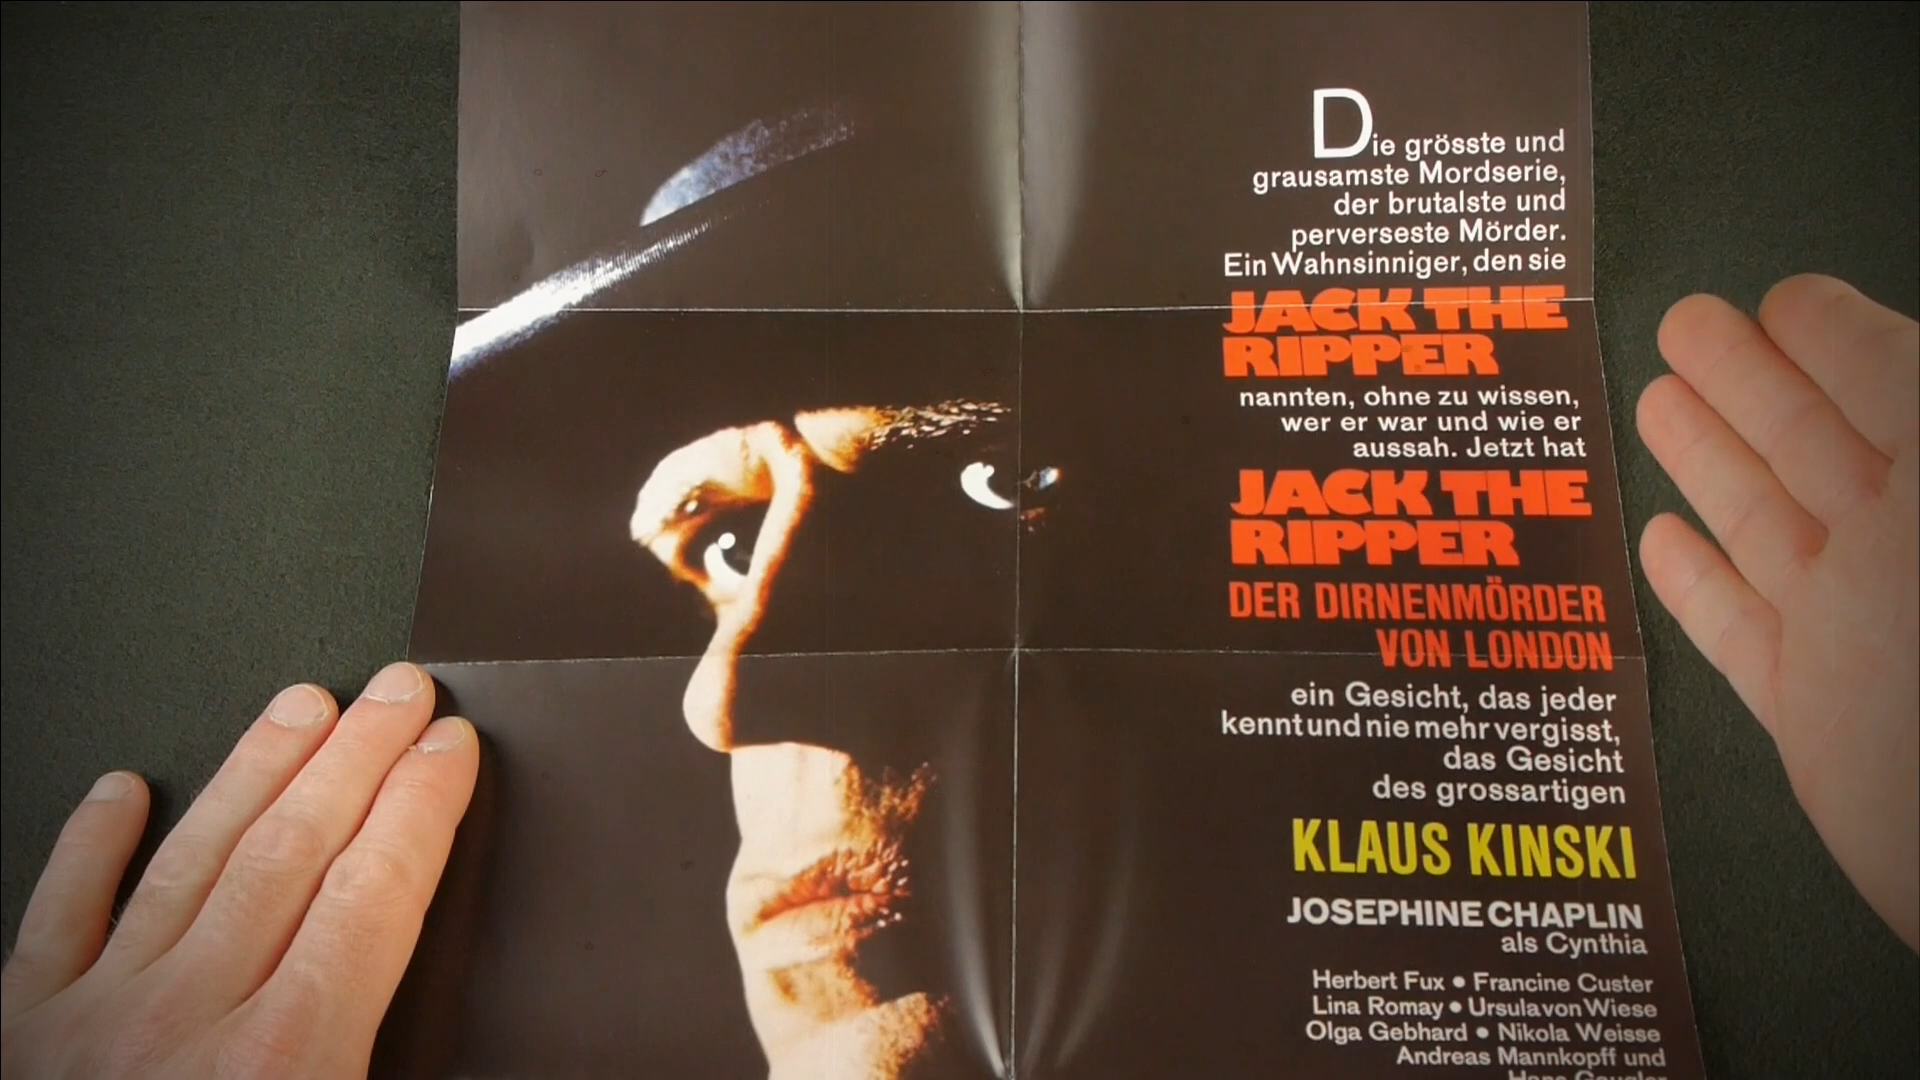 Die grösste und
grausamste Mordserie,
der brutalste und
perverseste Mörder.
Ein Wahnsinniger, den sie
JACK THE
RIPPER
nannten, ohne zu wissen,
wer er war und wie er
aussah. Jetzt hat
JACK THE
RIPPER
DER DIRNENMÖRDER
VON LONDON
ein Gesicht, das jeder
kennt und nie mehr vergisst,
das Gesicht
des grossartigen
KLAUS KINSKI
JOSEPHINE CHAPLIN
als Cynthia
Herbert Fux • Francine Custer
Lina Romay • Ursula von Wiese
Olga Gebhard • Nikola Weisse
Andreas Mannkopff und